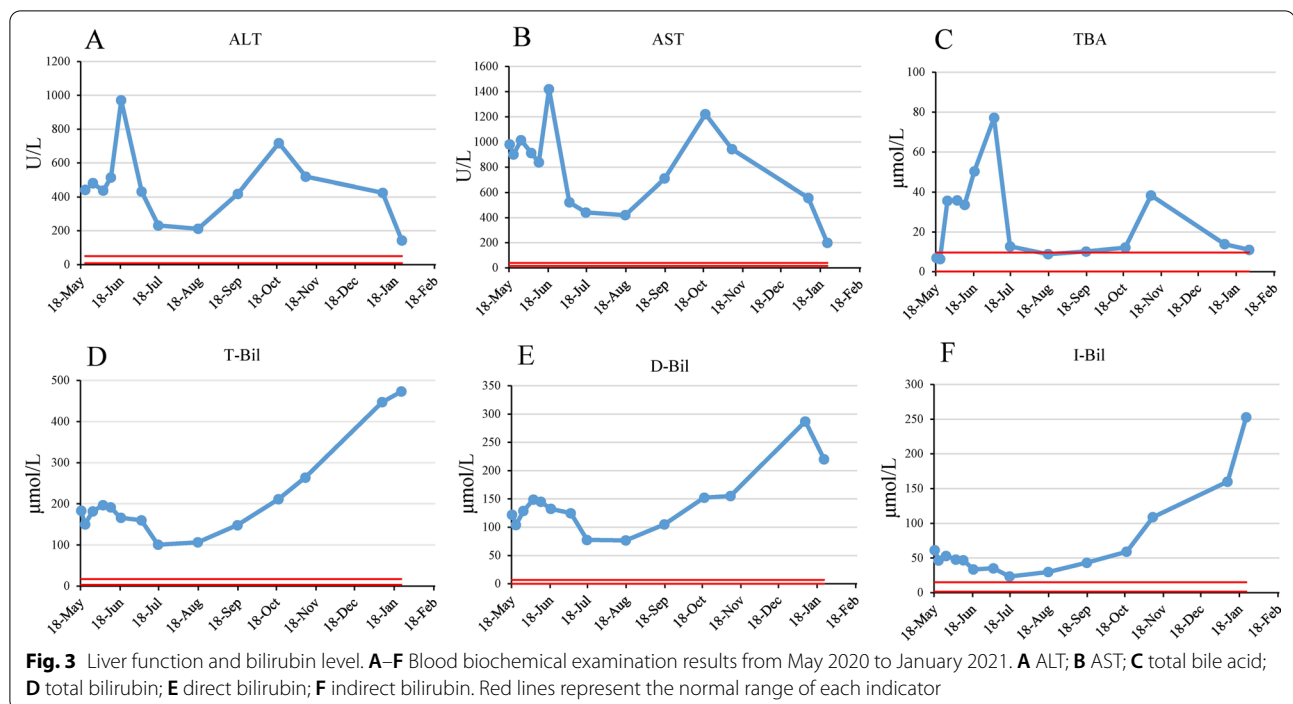 A
ALT
1200
1000
800
600
400
200
0
U/L
18-May
18-Jun
18-Jul
18-Aug
18-Sep
18-Oct
18-Nov
18-Dec
18-Jan
18-Feb
B
AST
1600
1400
1200
1000
800
600
400
200
0
U/L
18-May
18-Jun
18-Jul
18-Aug
18-Sep
18-Oct
18-Nov
18-Dec
18-Jan
18-Feb
C
TBA
100
80
60
40
20
0
µmol/L
18-May
18-Jun
18-Jul
18-Aug
18-Sep
18-Oct
18-Nov
18-Dec
18-Jan
18-Feb
D
T-Bil
500
400
300
200
100
0
µmol/L
18-May
18-Jun
18-Jul
18-Aug
18-Sep
18-Oct
18-Nov
18-Dec
18-Jan
18-Feb
E
D-Bil
350
300
250
200
150
100
50
0
µmol/L
18-May
18-Jun
18-Jul
18-Aug
18-Sep
18-Oct
18-Nov
18-Dec
18-Jan
18-Feb
F
I-Bil
300
250
200
150
100
50
0
µmol/L
18-May
18-Jun
18-Jul
18-Aug
18-Sep
18-Oct
18-Nov
18-Dec
18-Jan
18-Feb
Fig. 3 Liver function and bilirubin level. A–F Blood biochemical examination results from May 2020 to January 2021. A ALT; B AST; C total bile acid;
D total bilirubin; E direct bilirubin; F indirect bilirubin. Red lines represent the normal range of each indicator